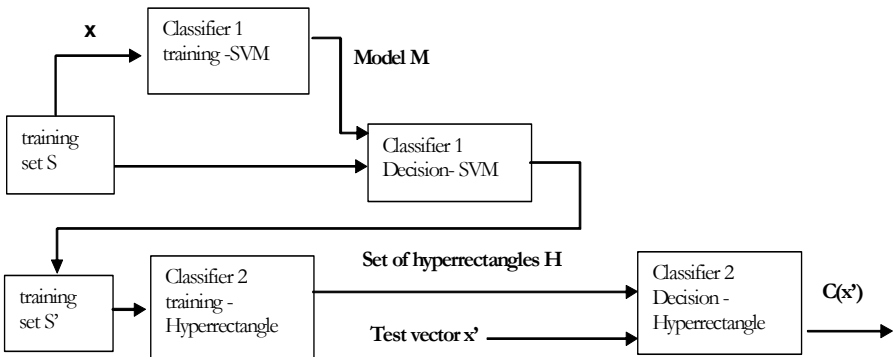 x
Classifier 1
training -SVM
Model M
training
set S
Classifier 1
Decision- SVM
training
set S'
Classifier 2
training -
Hyperrectangle
Set of hyperrectangles H
Test vector x'
Classifier 2
Decision -
Hyperrectangle
C(x')